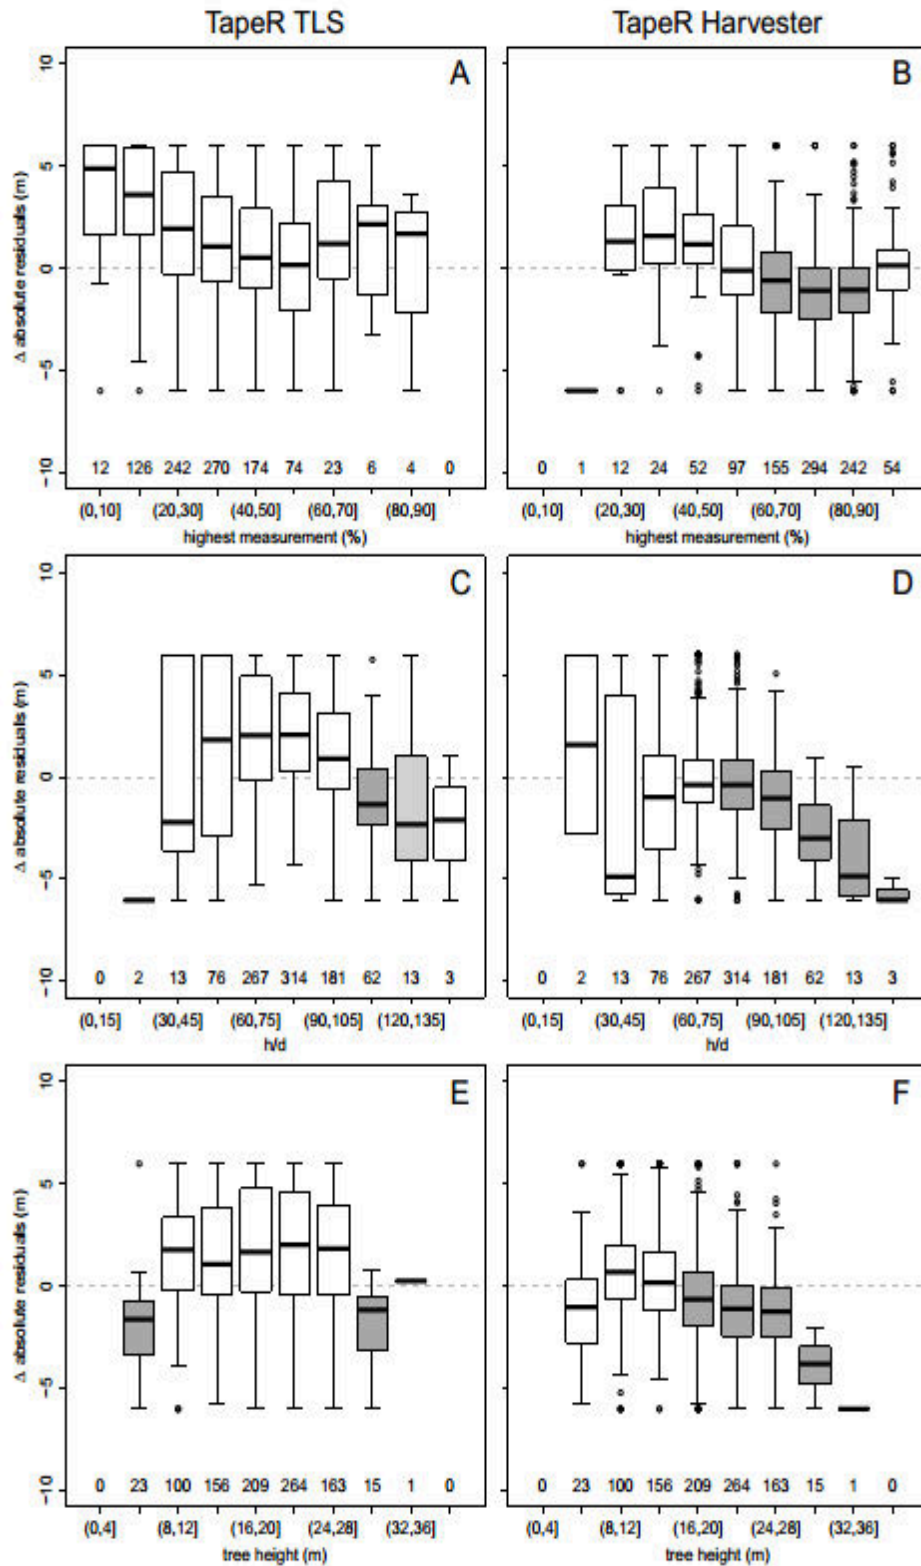 TapeR TLS TapeR Harvester
A B
Δ absolute residuals (m)
10
5
0
−5
−10
12 126 242 270 174 74 23 6 4 0
0 1 12 24 52 97 155 294 242 54
(0,10] (20,30] (40,50] (60,70] (80,90]
(0,10] (20,30] (40,50] (60,70] (80,90]
highest measurement (%) highest measurement (%)
C D
Δ absolute residuals (m)
10
5
0
−5
−10
0 2 13 76 267 314 181 62 13 3
0 2 13 76 267 314 181 62 13 3
(0,15] (30,45] (60,75] (90,105] (120,135]
(0,15] (30,45] (60,75] (90,105] (120,135]
h/d h/d
E F
Δ absolute residuals (m)
10
5
0
−5
−10
0 23 100 156 209 264 163 15 1 0
0 23 100 156 209 264 163 15 1 0
(0,4] (8,12] (16,20] (24,28] (32,36]
(0,4] (8,12] (16,20] (24,28] (32,36]
tree height (m) tree height (m)